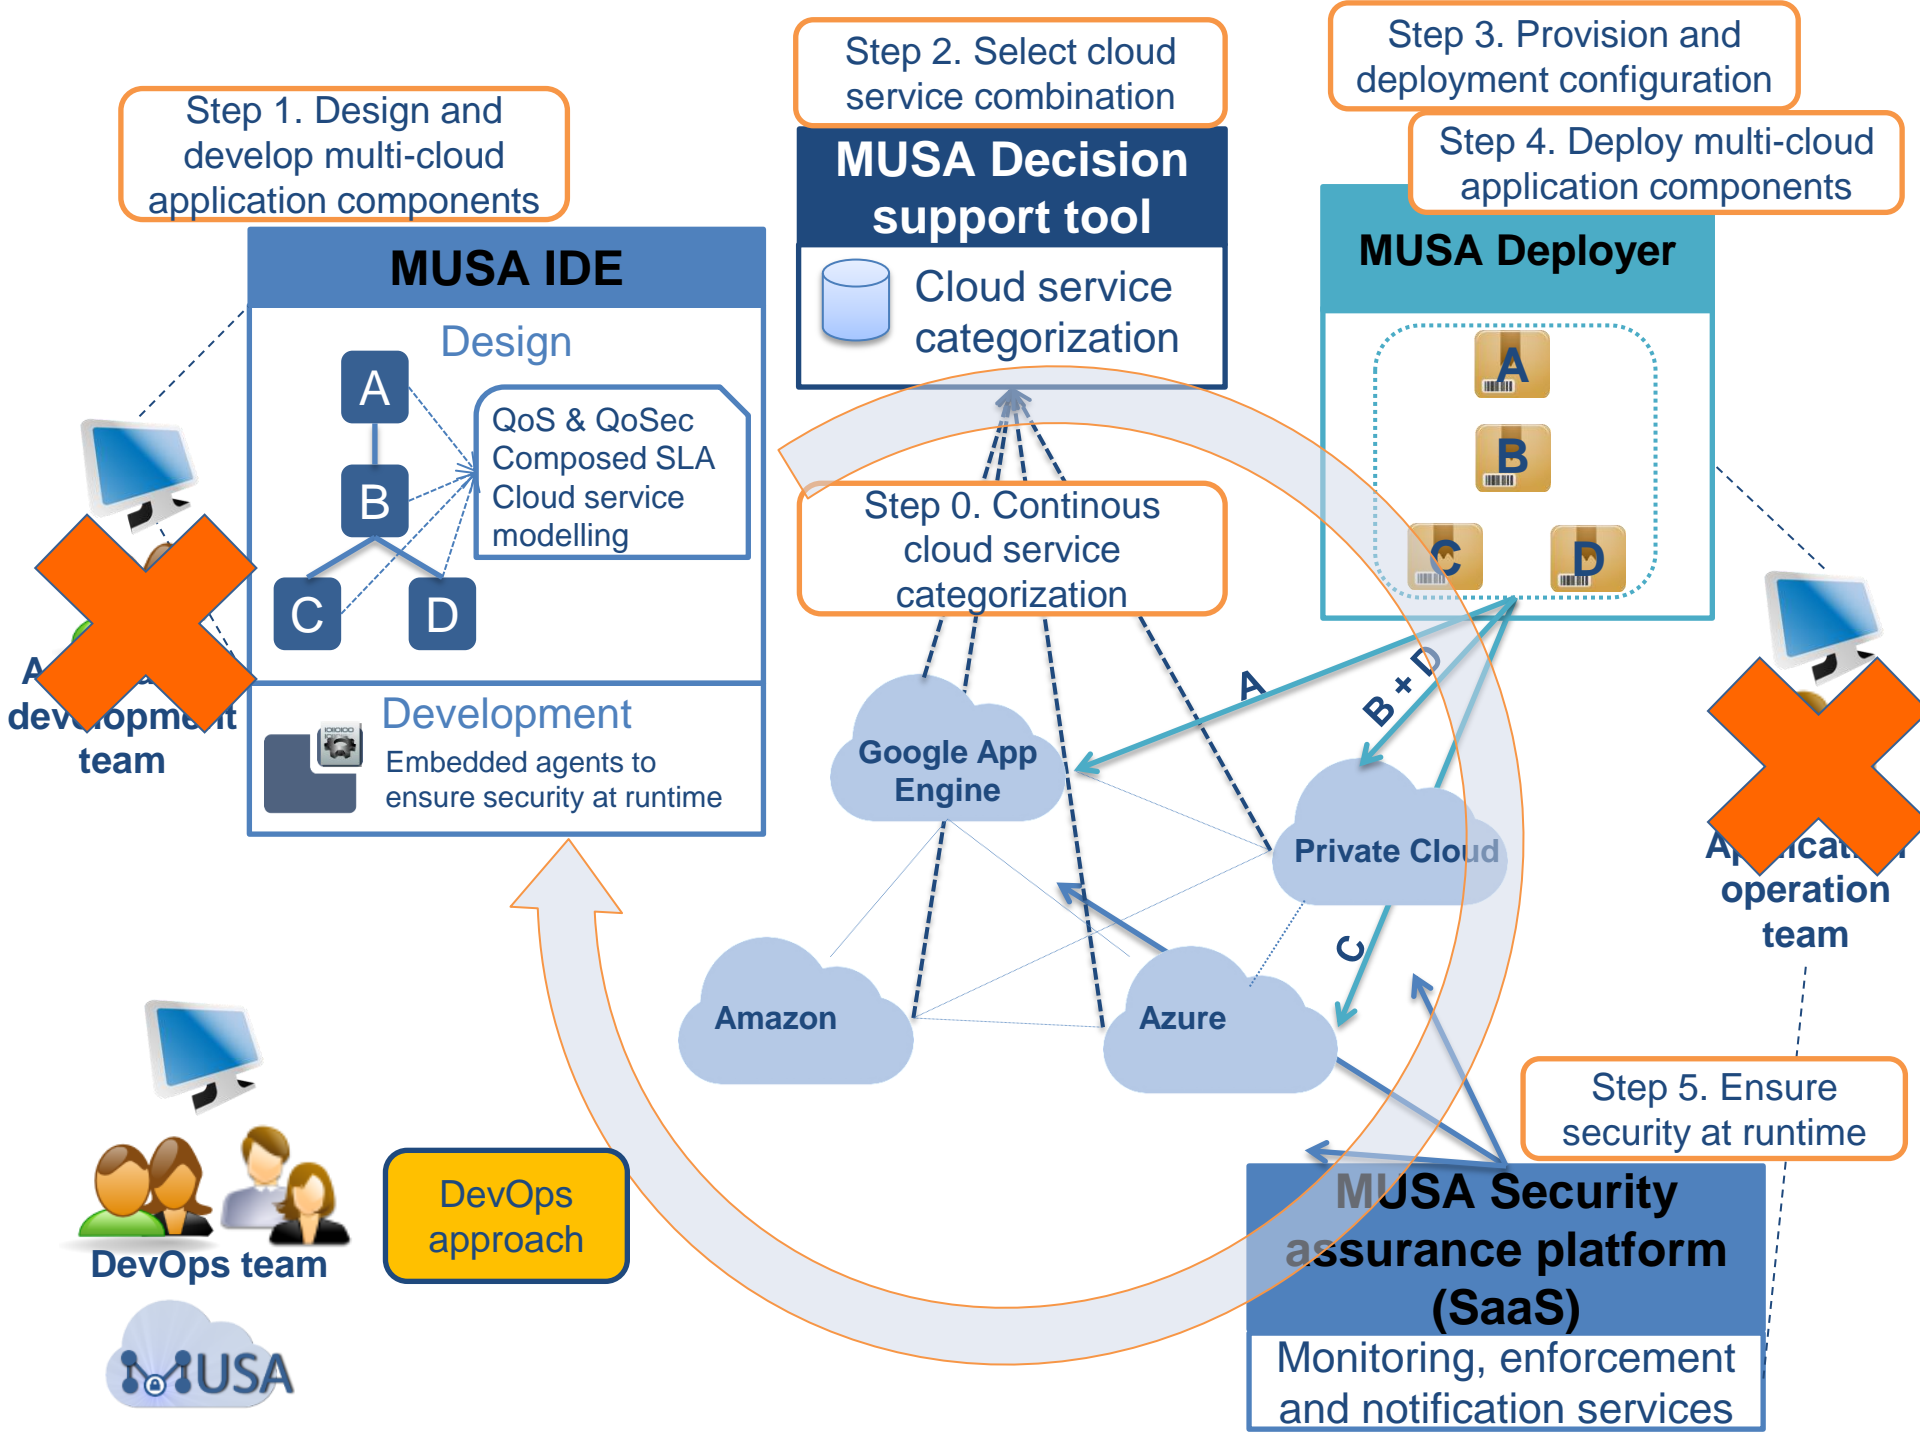 Step 1. Design and
develop multi-cloud
application components
MUSA IDE
Design
A
B
C
D
QoS & QoSec
Composed SLA
Cloud service
modelling
Development
Embedded agents to
ensure security at runtime
development
team
Step 2. Select cloud
service combination
MUSA Decision
support tool
Cloud service
categorization
Step 0. Continous
cloud service
categorization
Step 3. Provision and
deployment configuration
Step 4. Deploy multi-cloud
application components
MUSA Deployer
A
B
C
D
A
B + D
C
Google App
Engine
Private Cloud
Amazon
Azure
Application
operation
team
Step 5. Ensure
security at runtime
MUSA Security
assurance platform
(SaaS)
Monitoring, enforcement
and notification services
DevOps
approach
DevOps team
MUSA